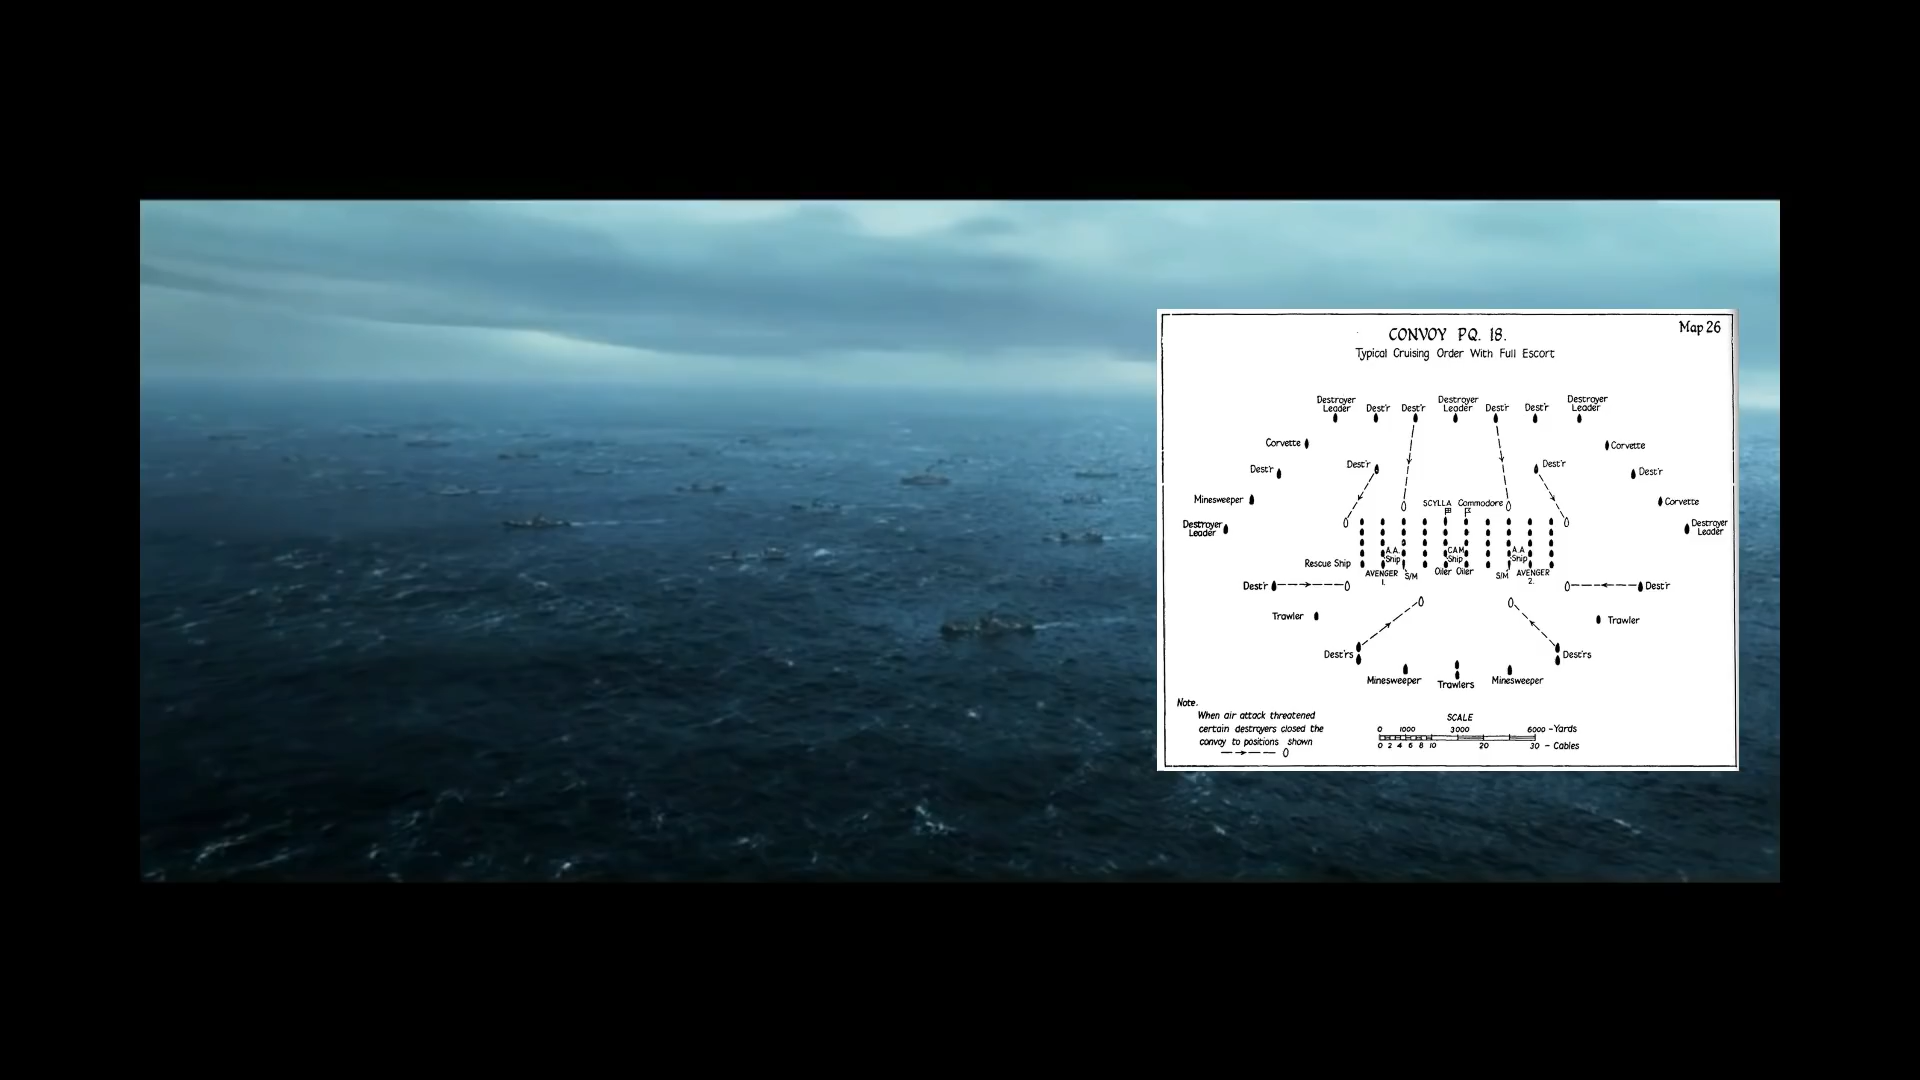 Map 26
CONVOY PQ. 18.
Typical Cruising Order With Full Escort
Destroyer
Leader
Dest'r
Dest'r
Destroyer
Leader
Dest'r
Dest'r
Destroyer
Leader
Corvette
Corvette
Dest'r
Dest'r
Dest'r
Dest'r
Minesweeper
SCYLLA
Commodore
Corvette
Destroyer
Leader
Destroyer
Leader
A.A.
Ship
CAM
Ship
A.A.
Ship
Rescue Ship
AVENGER
1.
S/M
Oiler
Oiler
S/M
AVENGER
2.
Dest'r
Dest'r
Trawler
Trawler
Dest'rs
Dest'rs
Minesweeper
Trawlers
Minesweeper
Note.
When air attack threatened
certain destroyers closed the
convoy to positions shown
SCALE
0 1000 3000 6000 - Yards
0 2 4 6 8 10 20 30 - Cables